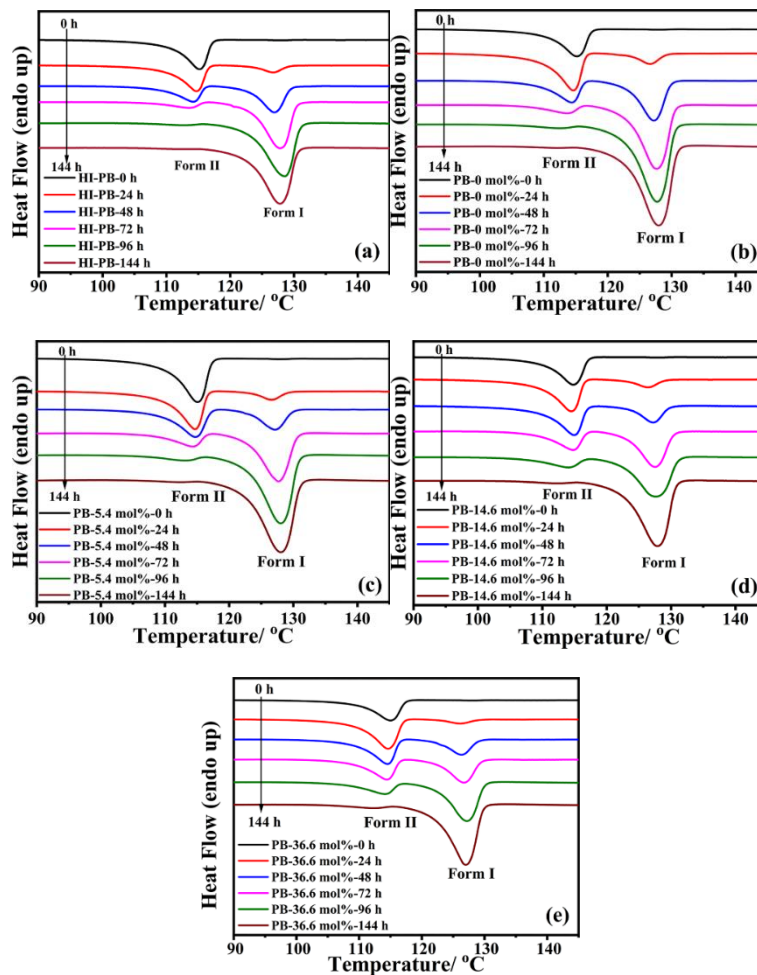 Heat Flow (endo up)
0 h
144 h
Form II
Form I
HI-PB-0 h
HI-PB-24 h
HI-PB-48 h
HI-PB-72 h
HI-PB-96 h
HI-PB-144 h
(a)
90 100 110 120 130 140
Temperature/ °C
Heat Flow (endo up)
0 h
144 h
Form II
Form I
PB-0 mol%-0 h
PB-0 mol%-24 h
PB-0 mol%-48 h
PB-0 mol%-72 h
PB-0 mol%-96 h
PB-0 mol%-144 h
(b)
90 100 110 120 130 140
Temperature/ °C
Heat Flow (endo up)
0 h
144 h
Form II
Form I
PB-5.4 mol%-0 h
PB-5.4 mol%-24 h
PB-5.4 mol%-48 h
PB-5.4 mol%-72 h
PB-5.4 mol%-96 h
PB-5.4 mol%-144 h
(c)
90 100 110 120 130 140
Temperature/ °C
Heat Flow (endo up)
0 h
144 h
Form II
Form I
PB-14.6 mol%-0 h
PB-14.6 mol%-24 h
PB-14.6 mol%-48 h
PB-14.6 mol%-72 h
PB-14.6 mol%-96 h
PB-14.6 mol%-144 h
(d)
90 100 110 120 130 140
Temperature/ °C
Heat Flow (endo up)
0 h
144 h
Form II
Form I
PB-36.6 mol%-0 h
PB-36.6 mol%-24 h
PB-36.6 mol%-48 h
PB-36.6 mol%-72 h
PB-36.6 mol%-96 h
PB-36.6 mol%-144 h
(e)
90 100 110 120 130 140
Temperature/ °C